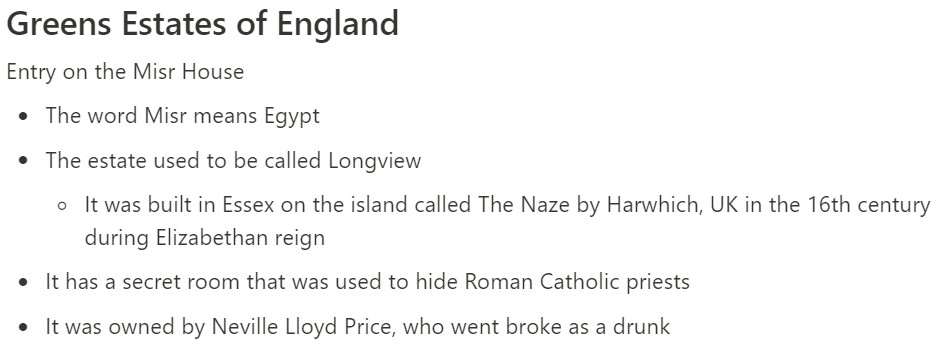 Greens Estates of England
Entry on the Misr House
• The word Misr means Egypt
• The estate used to be called Longview
◦ It was built in Essex on the island called The Naze by Harwhich, UK in the 16th century
during Elizabethan reign
• It has a secret room that was used to hide Roman Catholic priests
• It was owned by Neville Lloyd Price, who went broke as a drunk